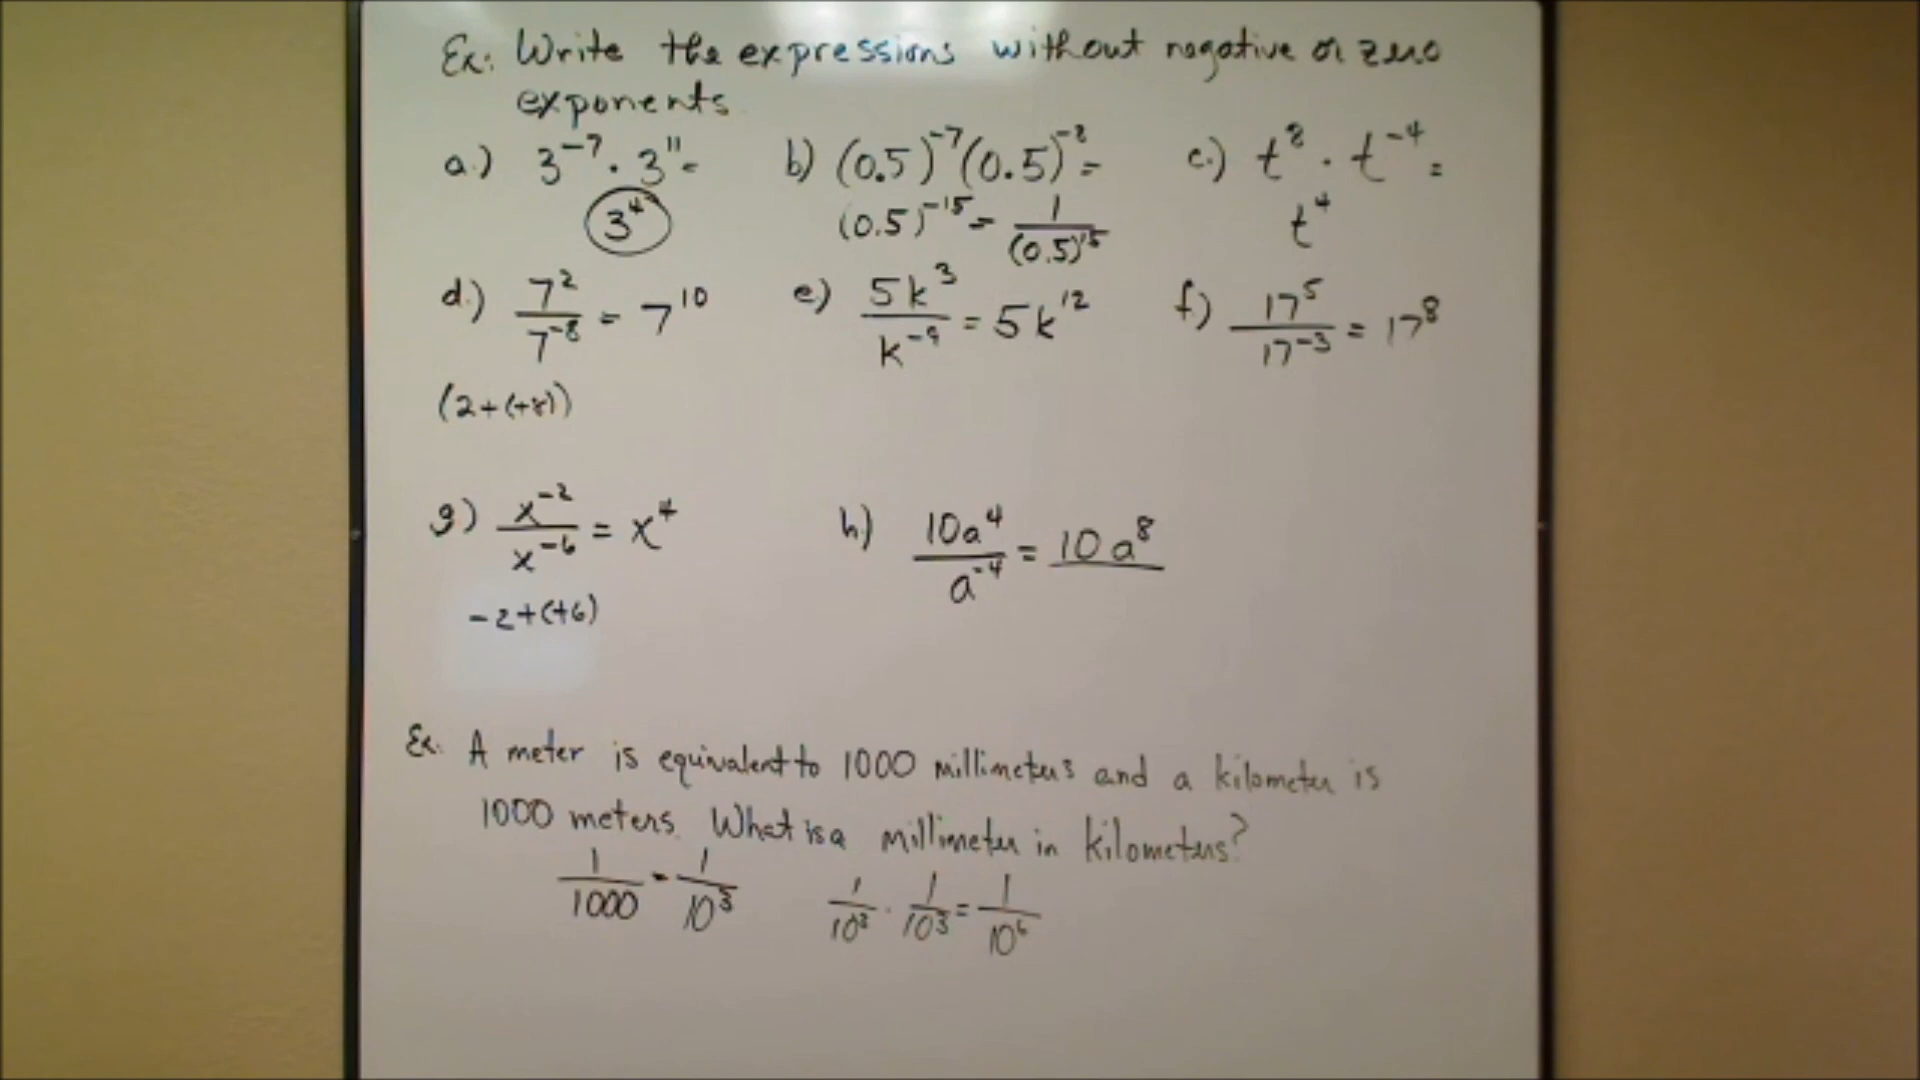 Ex: Write the expressions without negative or zero
exponents.
a.) 3⁻⁷ · 3¹¹ =
3⁴
b) (0.5)⁻⁷(0.5)⁻⁸ =
(0.5)⁻¹⁵ = 1/(0.5)¹⁵
c.) t⁸ · t⁻⁴ =
t⁴
d.) 7²/7⁻⁸ = 7¹⁰
(2+(+8))
e) 5k³/k⁻⁹ = 5k¹²
f.) 17⁵/17⁻³ = 17⁸
g) x⁻²/x⁻⁶ = x⁴
-2+(+6)
h) 10a⁴/a⁻⁴ = 10a⁸
Ex. A meter is equivalent to 1000 millimeters and a kilometer is
1000 meters. What is a millimeter in kilometers?
1/1000 = 1/10³
1/10³ · 1/10³ = 1/10⁶